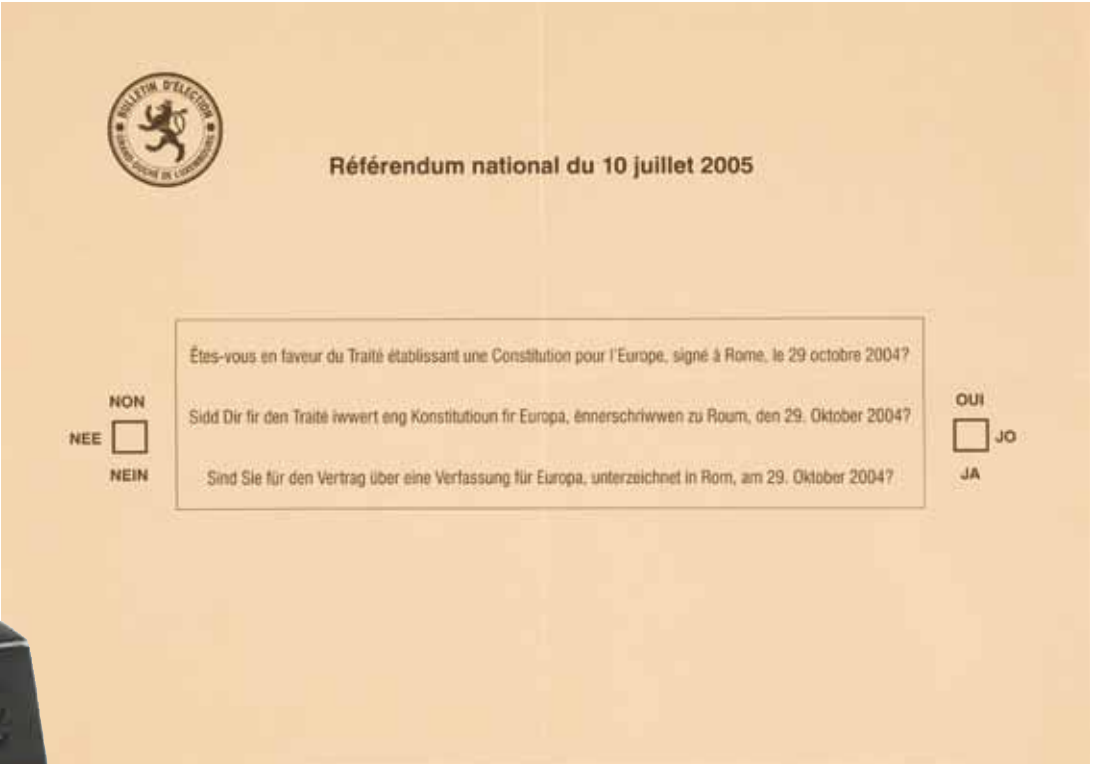 BULLETIN D'ÉLECTION
GRAND-DUCHÉ DE LUXEMBOURG
Référendum national du 10 juillet 2005
Êtes-vous en faveur du Traité établissant une Constitution pour l'Europe, signé à Rome, le 29 octobre 2004?
Sidd Dir fir den Traité iwwert eng Konstitutioun fir Europa, ënnerschriwwen zu Roum, den 29. Oktober 2004?
Sind Sie für den Vertrag über eine Verfassung für Europa, unterzeichnet in Rom, am 29. Oktober 2004?
NON
NEE
NEIN
OUI
JO
JA